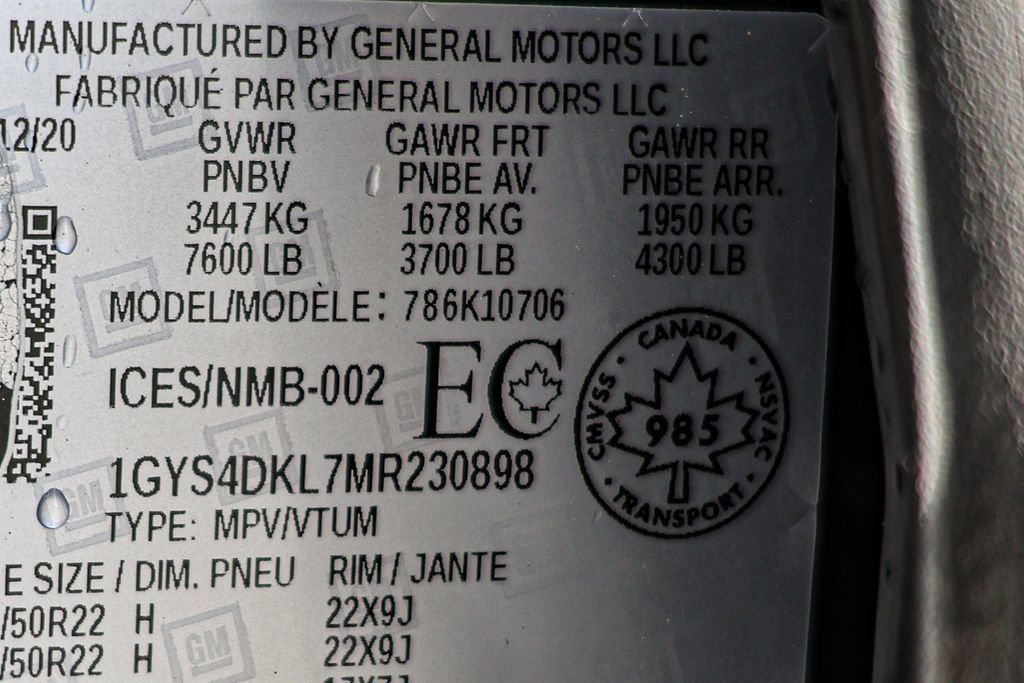 MANUFACTURED BY GENERAL MOTORS LLC
FABRIQUÉ PAR GENERAL MOTORS LLC
12/20 GVWR GAWR FRT GAWR RR
PNBV PNBE AV. PNBE ARR.
3447 KG 1678 KG 1950 KG
7600 LB 3700 LB 4300 LB
MODEL/MODÈLE: 786K10706
ICES/NMB-002 EC
CANADA
CMVSS · NSVAC
985
TRANSPORT
1GYS4DKL7MR230898
TYPE: MPV/VTUM
E SIZE / DIM. PNEU RIM / JANTE
/50R22 H 22X9J
/50R22 H 22X9J
GM